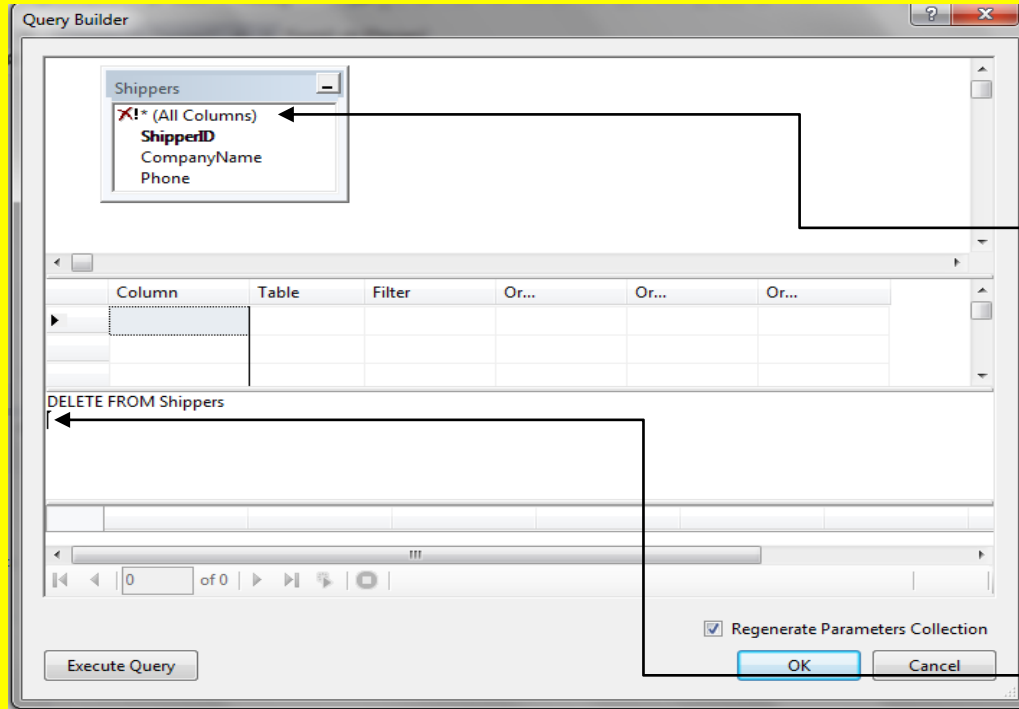 Query Builder
Shippers
* (All Columns)
ShipperID
CompanyName
Phone
Column Table Filter Or... Or... Or...
DELETE FROM Shippers
0 of 0
Regenerate Parameters Collection
Execute Query OK Cancel